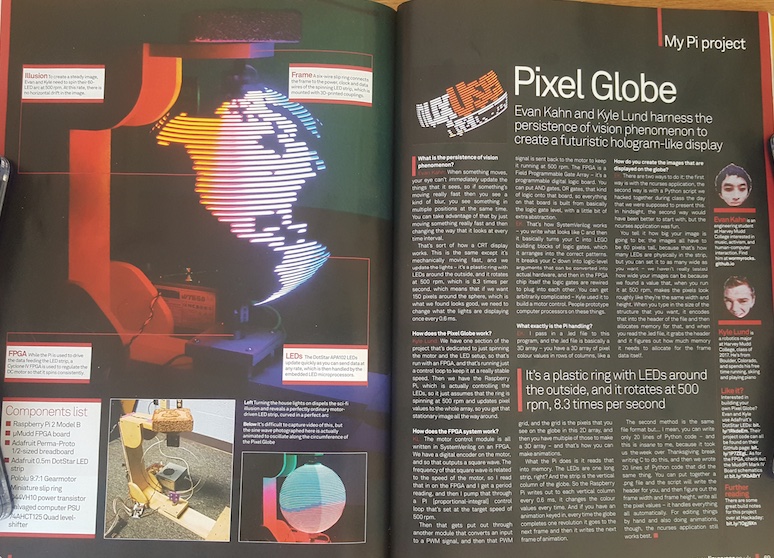 Illusion To create a steady image,
Evan and Kyle need to spin their 60-
LED arc at 500 rpm. At this rate, there is
no horizontal drift in the image.
Frame A six-wire slip ring connects
the frame to the power, clock and data
wires of the spinning LED strip, which is
mounted with 3D-printed couplings.
FPGA While the Pi is used to drive
the data feeding the LED strip, a
Cyclone IV FPGA is used to regulate the
DC motor so that it spins consistently
LEDs The DotStar APA102 LEDs
update quickly as you can send data at
any rate, which is then handled by the
embedded LED microprocessors.
Components list
Raspberry Pi 2 Model B
µMudd FPGA board
Adafruit Perma-Proto
1/2-sized breadboard
Adafruit 0.5m DotStar LED
strip
Pololu 9.7:1 Gearmotor
Miniature slip ring
power transistor
Salvaged computer PSU
74AHCT125 Quad level-
shifter
Left Turning the house lights on dispels the sci-fi
illusion and reveals a perfectly ordinary motor-
driven LED strip, curved in a perfect arc
Below It's difficult to capture video of this, but
the sine wave photographed here is actually
animated to oscillate along the circumference of
the Pixel Globe
My Pi project
Pixel Globe
Evan Kahn and Kyle Lund harness the
persistence of vision phenomenon to
create a futuristic hologram-like display
What is the persistence of vision
phenomenon?
Evan Kahn: When something moves,
your eye can't immediately update the
things that it sees, so if something's
moving really fast then you see a
kind of blur, you see something in
multiple positions at the same time.
You can take advantage of that by just
moving something really fast and then
changing the way that it looks at every
time interval.
That's sort of how a CRT display
works. This is the same except it's
mechanically moving fast, and we
update the lights – it's a plastic ring with
LEDs around the outside, and it rotates
at 500 rpm, which is 8.3 times per
second, which means that if we want
150 pixels around the sphere, which is
what we found looks good, we need to
change what the lights are displaying
once every 0.6 ms.
How does the Pixel Globe work?
Kyle Lund: We have one section of the
project that's dedicated to just spinning
the motor and the LED setup, so that's
run with an FPGA, and that's running just
a control loop to keep it at a really stable
speed. Then we have the Raspberry
Pi, which is actually controlling the
LEDs, so it just assumes that the ring is
spinning at 500 rpm and updates pixel
values to the whole array, so you get that
stationary image all the way around.
How does the FPGA system work?
KL: The motor control module is all
written in SystemVerilog on an FPGA.
We have a digital encoder on the motor,
and so that outputs a square wave. The
frequency of that square wave is related
to the speed of the motor, so I read
that in on the FPGA and I get a period
reading, and then I pump that through
a PI [proportional-integral] control
loop that's set at the target speed of
500 rpm.
Then that gets put out through
another module that converts an input
to a PWM signal, and then that PWM
signal is sent back to the motor to keep
it running at 500 rpm. The FPGA is a
Field Programmable Gate Array – it's a
programmable digital logic board. You
can put AND gates, OR gates, that kind
of logic onto that board, so everything
on that board is built from basically
the logic gate level, with a little bit of
extra abstraction.
EK: That's how SystemVerilog works
– you write what looks like C and then
it basically turns your C into LEGO
building blocks of logic gates, which
it arranges into the correct patterns.
It breaks your C down into logic-level
arguments that can be converted into
actual hardware, and then in the FPGA
chip itself the logic gates are rewired
to plug into each other. You can get
arbitrarily complicated – Kyle used it to
build a motor control. People prototype
computer processors on these things.
What exactly is the Pi handling?
EK: I pass in a .led file to this
program, and the .led file is basically a
3D array – you have a 3D array of pixel
colour values in rows of columns, like a
How do you create the images that are
displayed on the globe?
EK: There are two ways to do it: the first
way is with the ncurses application, the
second way is with a Python script we
hacked together during class the day
that we were supposed to present this.
In hindsight, the second way would
have been better to start with, but the
ncurses application was fun.
You tell it how big your image is
going to be; the images all have to
be 60 pixels tall, because that's how
many LEDs are physically in the strip,
but you can set it to as many wide as
you want – we haven't really tested
how wide your images can be because
we found a value that, when you run
it at 500 rpm, makes the pixels look
roughly like they're the same width and
height. When you type in the size of the
structure that you want, it encodes
that into the header of the file and then
allocates memory for that, and when
you read the .led file, it grabs the header
and it figures out how much memory
it needs to allocate for the frame
data itself.
It's a plastic ring with LEDs around
the outside, and it rotates at 500
rpm, 8.3 times per second
grid, and the grid is the pixels that you
see on the globe in this 2D array, and
then you have multiple of those to make
a 3D array – and that's how you can
make animations.
What the Pi does is it reads that
into memory. The LEDs are one long
strip, right? And the strip is the vertical
column of the globe. So the Raspberry
Pi writes out to each vertical column
every 0.6 ms, it changes the colour
values every time. And if you have an
animation keyed in, every time the globe
completes one revolution it goes to the
next frame and then it writes the next
frame of animation.
The second method is the same
file format but... I mean, you can write
only 20 lines of Python code – and
this is insane to me, because it took
us the week over Thanksgiving break
writing C to do this, and then we wrote
20 lines of Python code that did the
same thing. You can put together a
.png file and the script will write the
header for you, and then figure out the
frame width and frame height, write all
the pixel values – it handles everything
all automatically. For editing things
by hand and also doing animations,
though, the ncurses application still
works best.
Evan Kahn is an
engineering student
at Harvey Mudd
College interested in
music, activism, and
human-computer
interaction. Find
him at wormyrocks.
github.io
Kyle Lund is
a robotics major
at Harvey Mudd
College, class of
2017. He's from
Boulder, Colorado,
and spends his free
time running, skiing
and playing piano
Like it?
Interested in
building your
own Pixel Globe?
Evan and Kyle
use Adafruit's
DotStar LEDs:
Their project
code can all be
found on their
GitHub page:
As for the
FPGA, check out
the MuddPi Mark IV
Board schematics
at
Further
reading
There are some
great build notes
for this project
over at Hackaday: